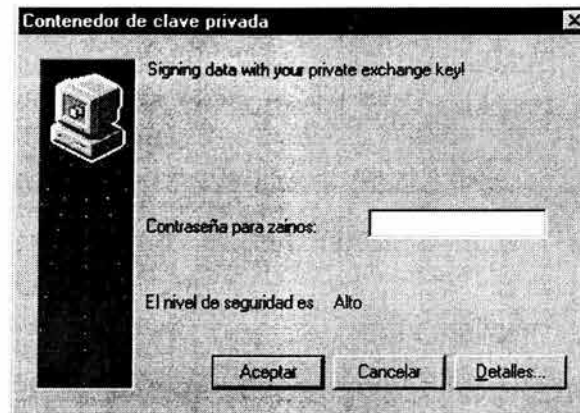 Contenedor de clave privada
Signing data with your private exchange key!
Contraseña para zainos:
El nivel de seguridad es Alto
Aceptar Cancelar Detalles...